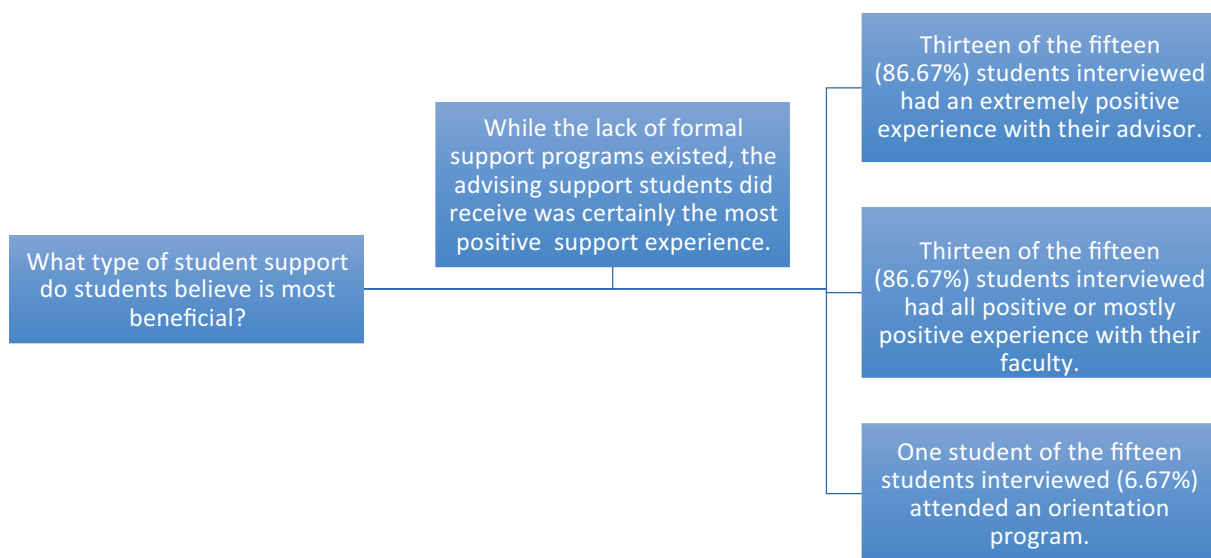 What type of student support
do students believe is most
beneficial?
While the lack of formal
support programs existed, the
advising support students did
receive was certainly the most
positive  support experience.
Thirteen of the fifteen
(86.67%) students interviewed
had an extremely positive
experience with their advisor.
Thirteen of the fifteen
(86.67%) students interviewed
had all positive or mostly
positive experience with their
faculty.
One student of the fifteen
students interviewed (6.67%)
attended an orientation
program.